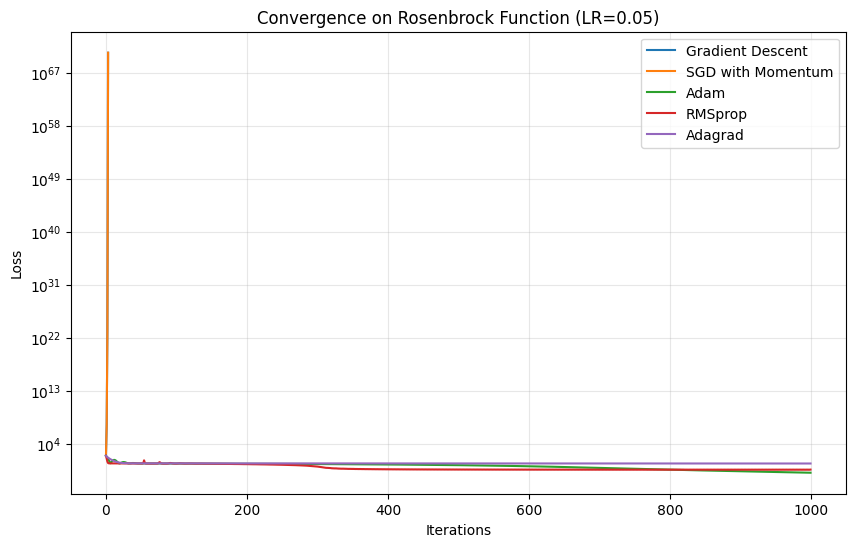 Convergence on Rosenbrock Function (LR=0.05)
Gradient Descent
SGD with Momentum
Adam
RMSprop
Adagrad
10^67
10^58
10^49
10^40
10^31
10^22
10^13
10^4
Loss
0 200 400 600 800 1000
Iterations